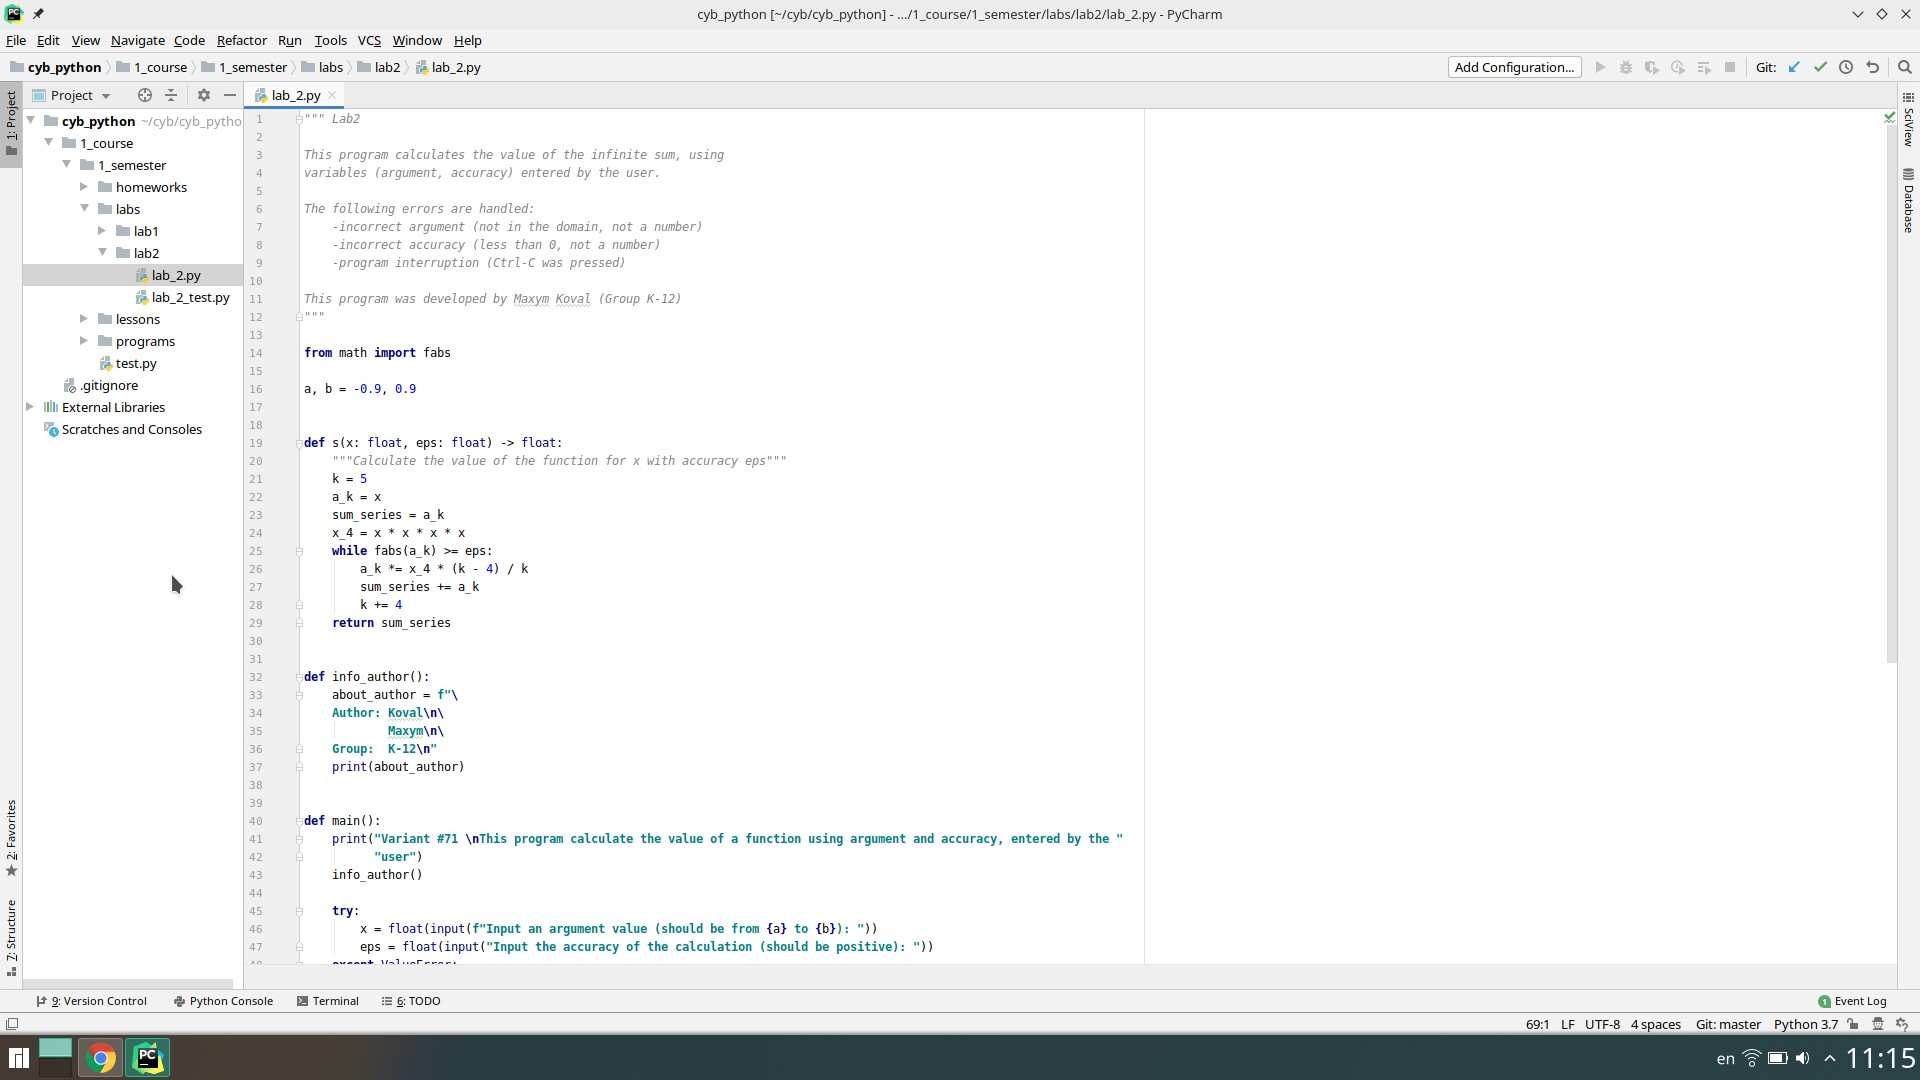 cyb_python [~/cyb/cyb_python] - .../1_course/1_semester/labs/lab2/lab_2.py - PyCharm
File Edit View Navigate Code Refactor Run Tools VCS Window Help
cyb_python 1_course 1_semester labs lab2 lab_2.py Add Configuration... Git:
1: Project
Project
cyb_python ~/cyb/cyb_pytho
1_course
1_semester
homeworks
labs
lab1
lab2
lab_2.py
lab_2_test.py
lessons
programs
test.py
.gitignore
External Libraries
Scratches and Consoles
2: Favorites
7: Structure
lab_2.py
1 """ Lab2
2
3 This program calculates the value of the infinite sum, using
4 variables (argument, accuracy) entered by the user.
5
6 The following errors are handled:
7     -incorrect argument (not in the domain, not a number)
8     -incorrect accuracy (less than 0, not a number)
9     -program interruption (Ctrl-C was pressed)
10
11 This program was developed by Maxym Koval (Group K-12)
12 """
13
14 from math import fabs
15
16 a, b = -0.9, 0.9
17
18
19 def s(x: float, eps: float) -> float:
20     """Calculate the value of the function for x with accuracy eps"""
21     k = 5
22     a_k = x
23     sum_series = a_k
24     x_4 = x * x * x * x
25     while fabs(a_k) >= eps:
26         a_k *= x_4 * (k - 4) / k
27         sum_series += a_k
28         k += 4
29     return sum_series
30
31
32 def info_author():
33     about_author = f"\
34     Author: Koval\n\
35             Maxym\n\
36     Group:  K-12\n"
37     print(about_author)
38
39
40 def main():
41     print("Variant #71 \nThis program calculate the value of a function using argument and accuracy, entered by the "
42           "user")
43     info_author()
44
45     try:
46         x = float(input(f"Input an argument value (should be from {a} to {b}): "))
47         eps = float(input("Input the accuracy of the calculation (should be positive): "))
48     except ValueError:
SciView
Database
9: Version Control Python Console Terminal 6: TODO 1 Event Log
69:1 LF UTF-8 4 spaces Git: master Python 3.7
PC en 11:15